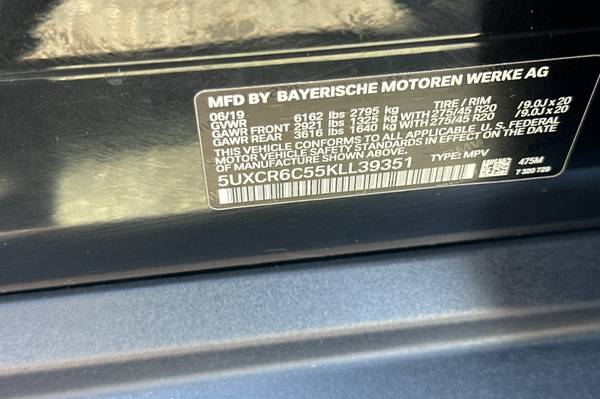 MFD BY BAYERISCHE MOTOREN WERKE AG
06/19 6162 lbs 2795 kg TIRE / RIM
GVWR
GAWR FRONT 2921 lbs 1325 kg WITH 275/45 R20 /9.0J x 20
GAWR REAR 3616 lbs 1640 kg WITH 275/45 R20 /9.0J x 20
THIS VEHICLE CONFORMS TO ALL APPLICABLE U. S. FEDERAL
MOTOR VEHICLE SAFETY STANDARDS IN EFFECT ON THE DATE
OF MANUFACTURE SHOWN ABOVE.
5UXCR6C55KLL39351 TYPE: MPV
475M
7 320 729